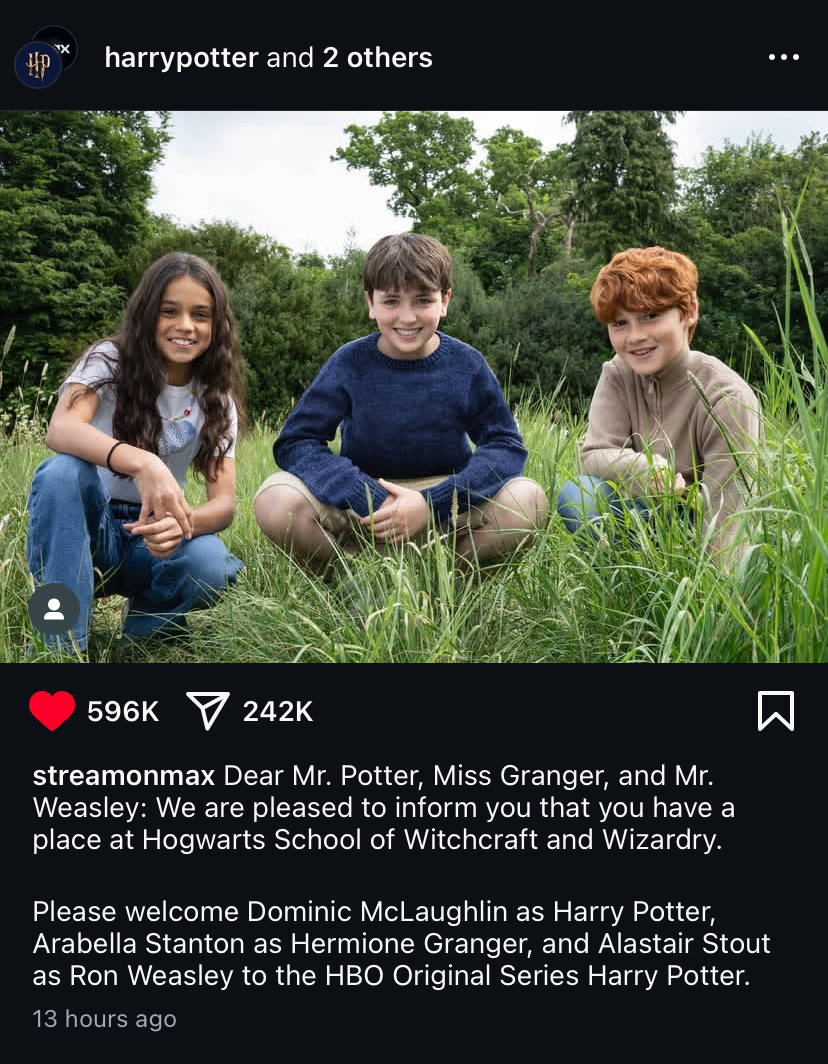 harrypotter and 2 others
596K 242K
streamonmax Dear Mr. Potter, Miss Granger, and Mr.
Weasley: We are pleased to inform you that you have a
place at Hogwarts School of Witchcraft and Wizardry.
Please welcome Dominic McLaughlin as Harry Potter,
Arabella Stanton as Hermione Granger, and Alastair Stout
as Ron Weasley to the HBO Original Series Harry Potter.
13 hours ago